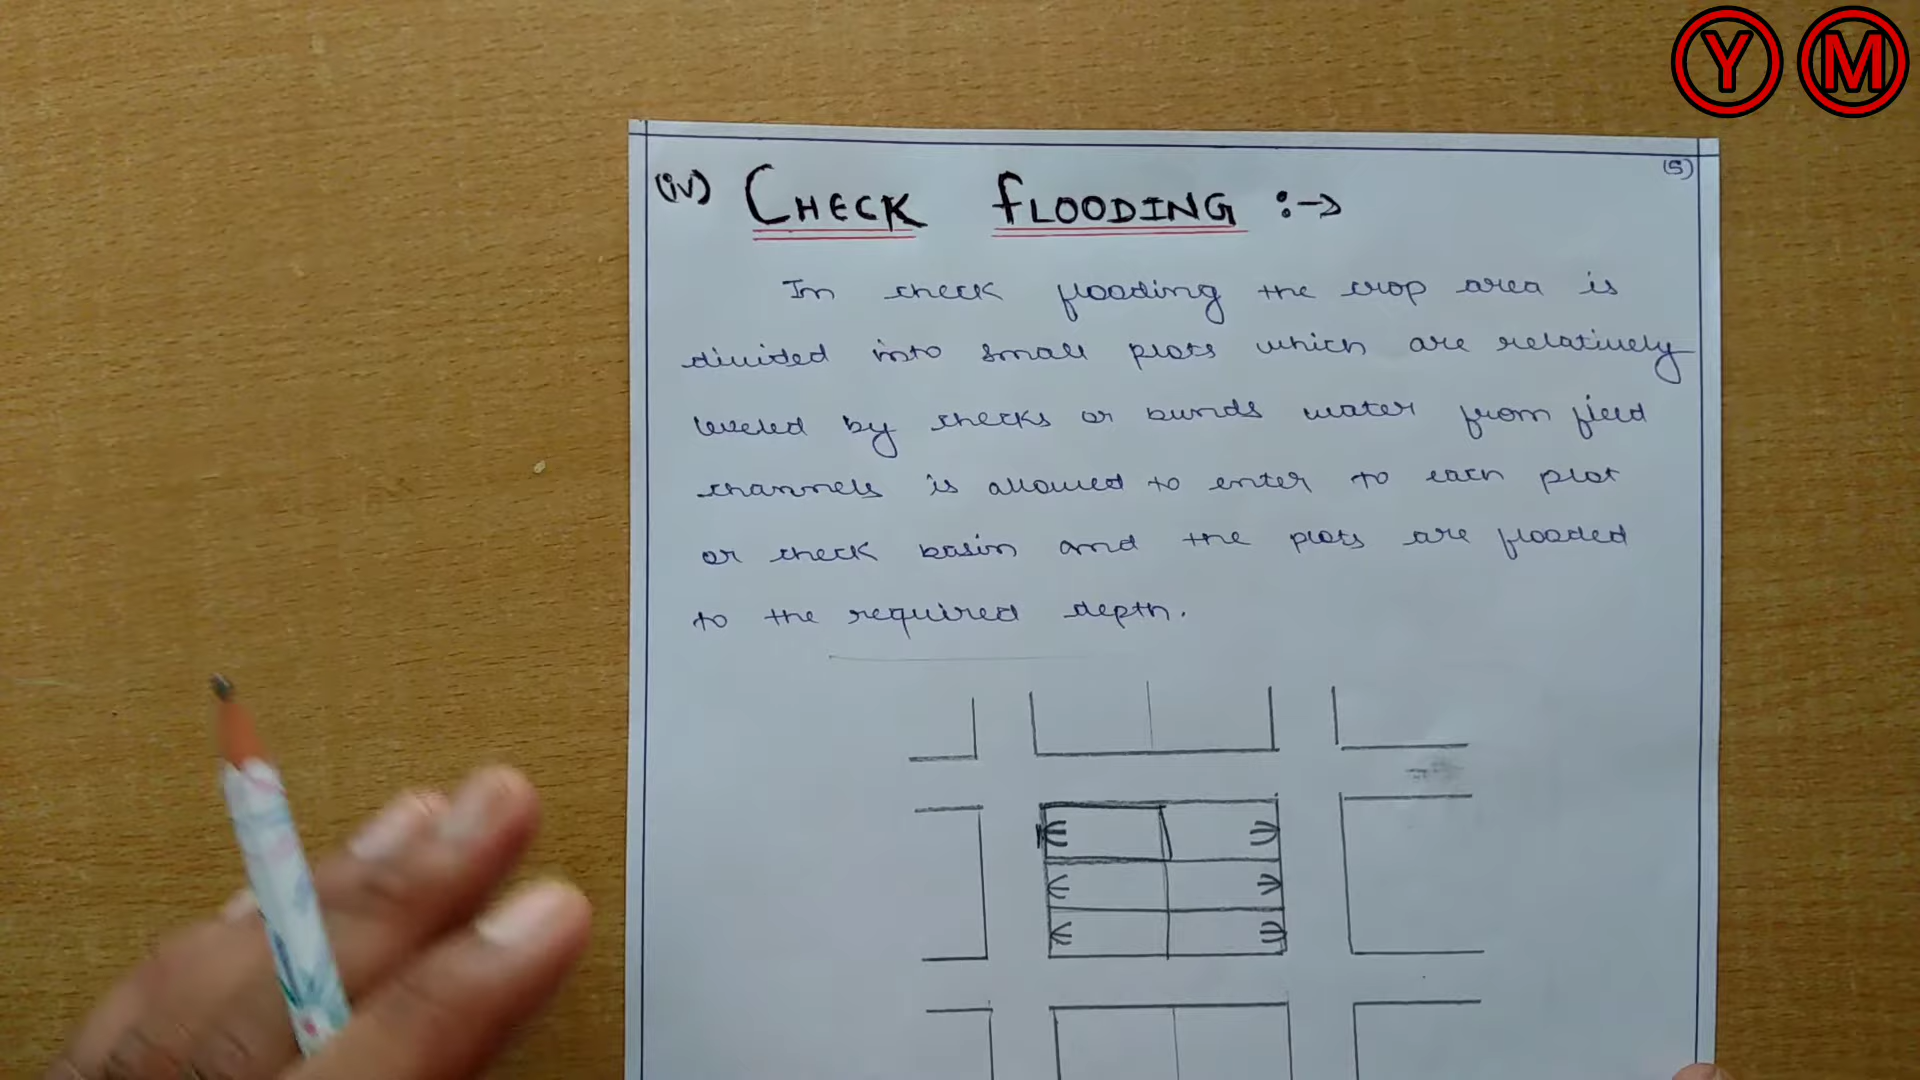 Y M
(5)
(iv) CHECK FLOODING :→
In check flooding the crop area is
divided into small plots which are relatively
leveled by checks or bunds water from field
channels is allowed to enter to each plot
or check basin and the plots are flooded
to the required depth.